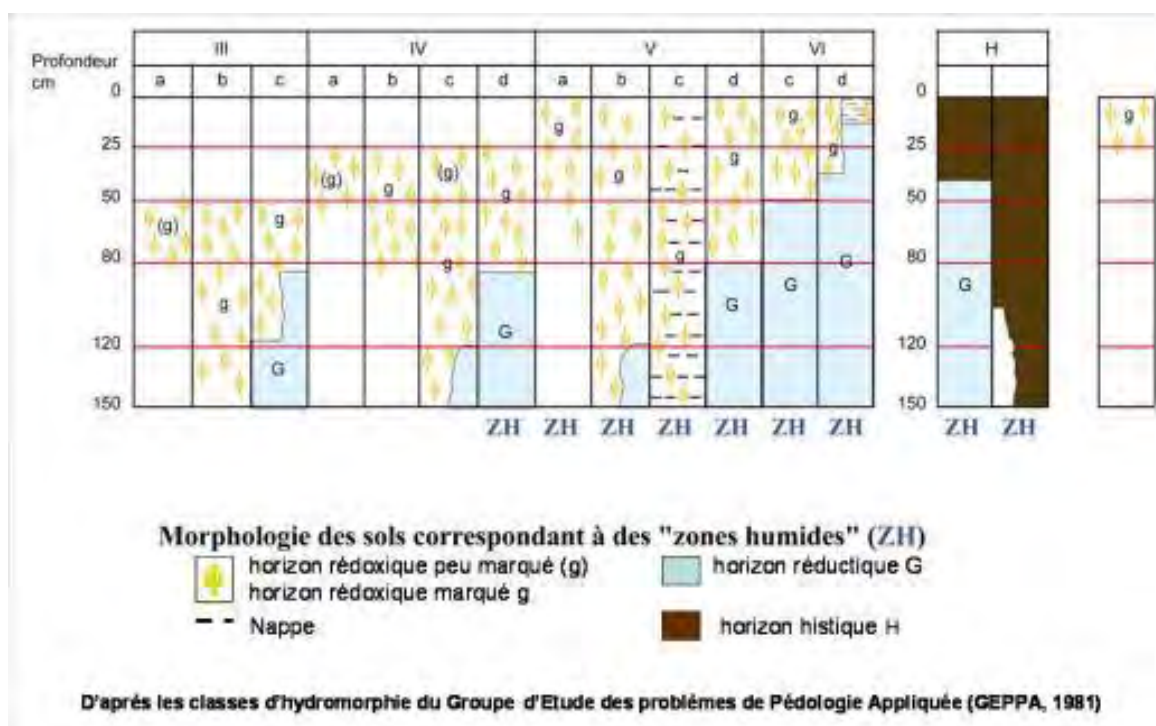 III IV V VI H
Profondeur
cm
a b c a b c d a b c d c d
0 0
g g g
25 25
(g) g (g) g g g g
50 50
(g) g g
80 80
g g g G G G G G
120 120
G
150 150
ZH ZH ZH ZH ZH ZH ZH ZH ZH
Morphologie des sols correspondant à des "zones humides" (ZH)
horizon rédoxique peu marqué (g) horizon réductique G
horizon rédoxique marqué g
Nappe horizon histique H
D'après les classes d'hydromorphie du Groupe d'Etude des problèmes de Pédologie Appliquée (GEPPA, 1981)